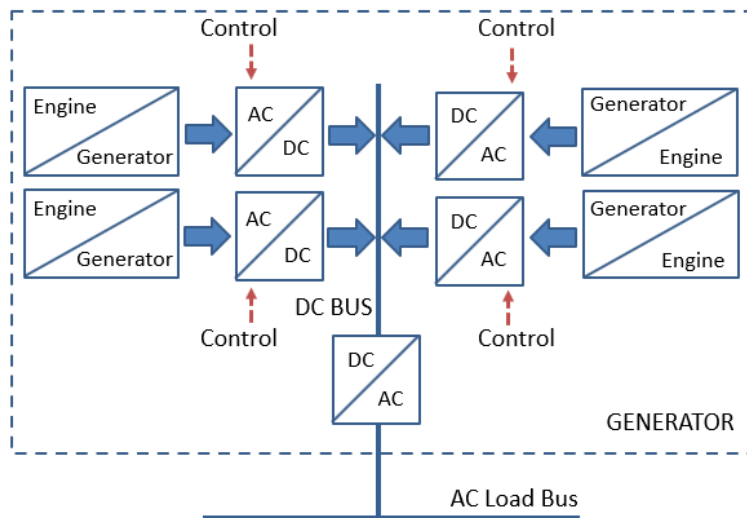 Control
Control
Engine
Generator
AC
DC
DC
AC
Generator
Engine
Engine
Generator
AC
DC
DC
AC
Generator
Engine
DC BUS
Control
Control
DC
AC
GENERATOR
AC Load Bus